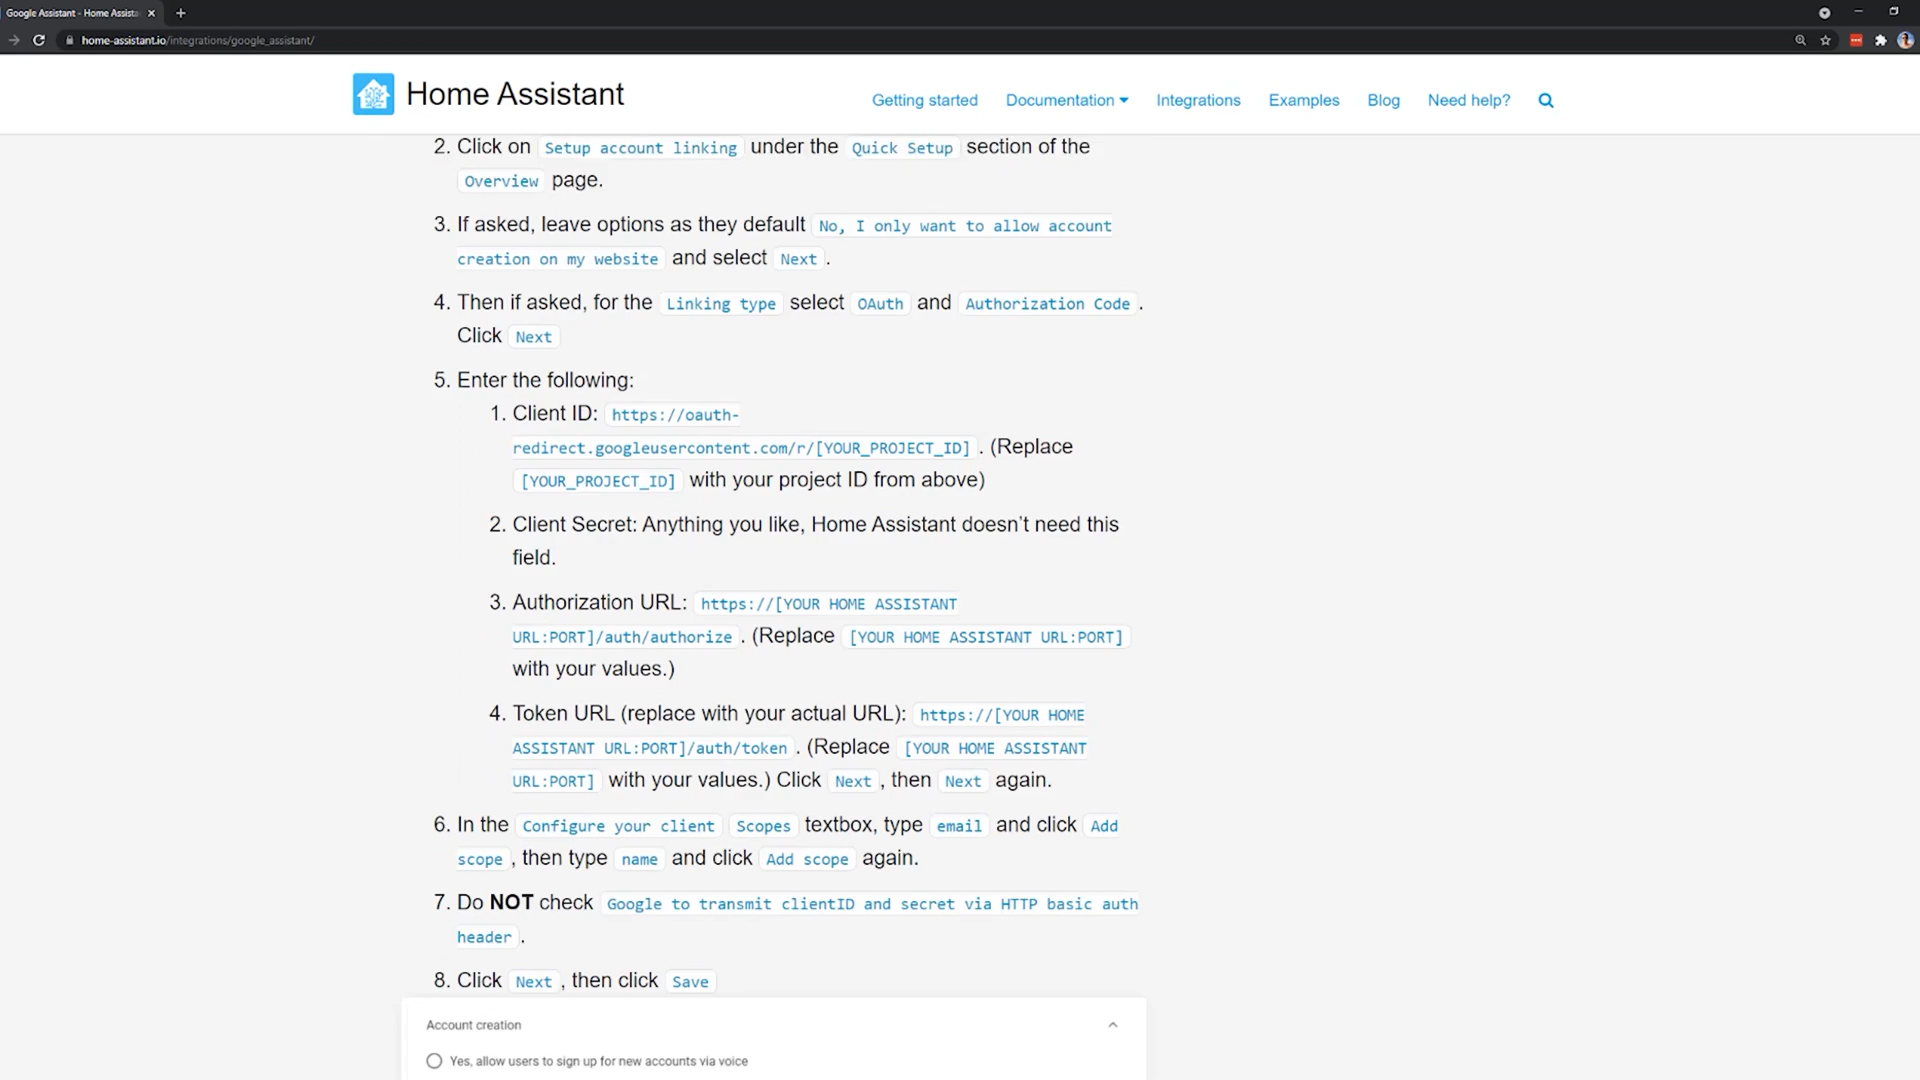 Google Assistant - Home Assista
home-assistant.io/integrations/google_assistant/
Home Assistant
Getting started
Documentation
Integrations
Examples
Blog
Need help?
2. Click on Setup account linking under the Quick Setup section of the
Overview page.
3. If asked, leave options as they default No, I only want to allow account
creation on my website and select Next .
4. Then if asked, for the Linking type select OAuth and Authorization Code .
Click Next
5. Enter the following:
1. Client ID: https://oauth-
redirect.googleusercontent.com/r/[YOUR_PROJECT_ID] . (Replace
[YOUR_PROJECT_ID] with your project ID from above)
2. Client Secret: Anything you like, Home Assistant doesn’t need this
field.
3. Authorization URL: https://[YOUR HOME ASSISTANT
URL:PORT]/auth/authorize . (Replace [YOUR HOME ASSISTANT URL:PORT]
with your values.)
4. Token URL (replace with your actual URL): https://[YOUR HOME
ASSISTANT URL:PORT]/auth/token . (Replace [YOUR HOME ASSISTANT
URL:PORT] with your values.) Click Next , then Next again.
6. In the Configure your client Scopes textbox, type email and click Add
scope , then type name and click Add scope again.
7. Do NOT check Google to transmit clientID and secret via HTTP basic auth
header .
8. Click Next , then click Save
Account creation
Yes, allow users to sign up for new accounts via voice